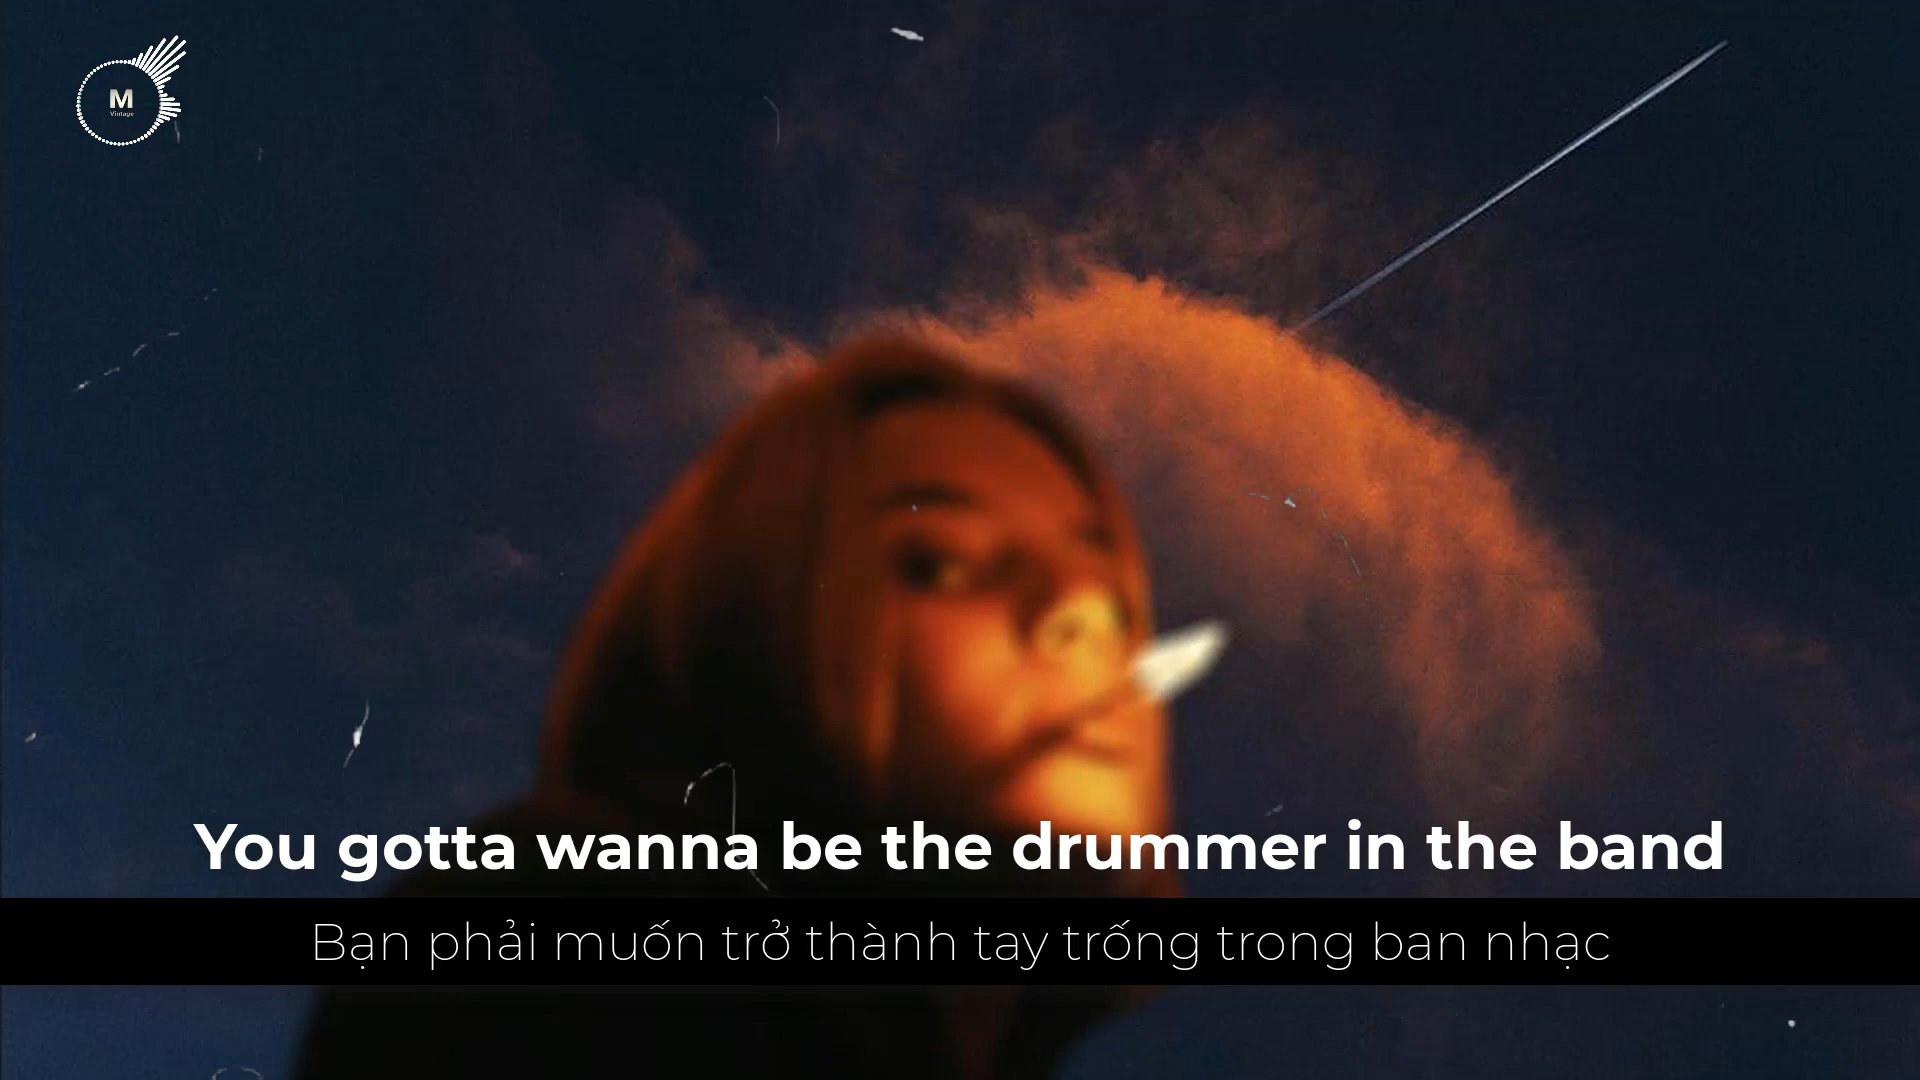 M
Vintage
You gotta wanna be the drummer in the band
Bạn phải muốn trở thành tay trống trong ban nhạc